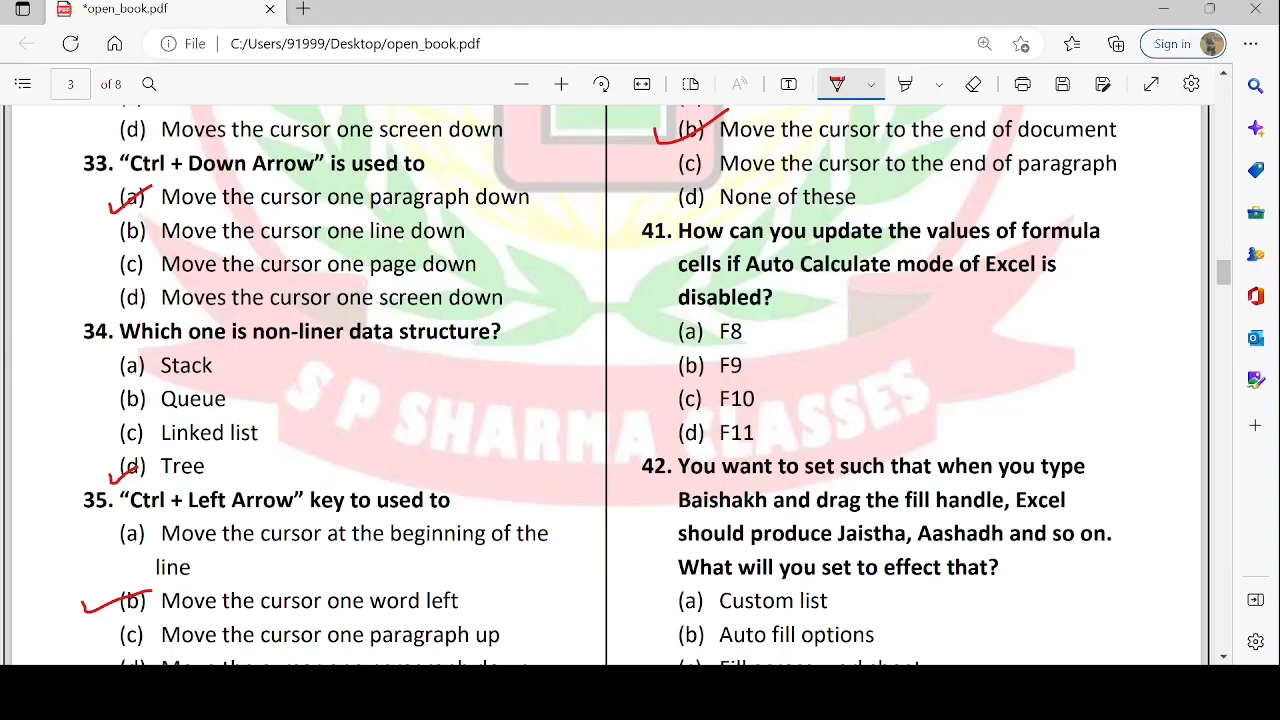 *open_book.pdf
File
C:/Users/91999/Desktop/open_book.pdf
Sign in
3
of 8
(d) Moves the cursor one screen down
33. “Ctrl + Down Arrow” is used to
(a) Move the cursor one paragraph down
(b) Move the cursor one line down
(c) Move the cursor one page down
(d) Moves the cursor one screen down
34. Which one is non-liner data structure?
(a) Stack
(b) Queue
(c) Linked list
(d) Tree
35. “Ctrl + Left Arrow” key to used to
(a) Move the cursor at the beginning of the
line
(b) Move the cursor one word left
(c) Move the cursor one paragraph up
(b) Move the cursor to the end of document
(c) Move the cursor to the end of paragraph
(d) None of these
41. How can you update the values of formula
cells if Auto Calculate mode of Excel is
disabled?
(a) F8
(b) F9
(c) F10
(d) F11
42. You want to set such that when you type
Baishakh and drag the fill handle, Excel
should produce Jaistha, Aashadh and so on.
What will you set to effect that?
(a) Custom list
(b) Auto fill options
S P SHARMA CLASSES